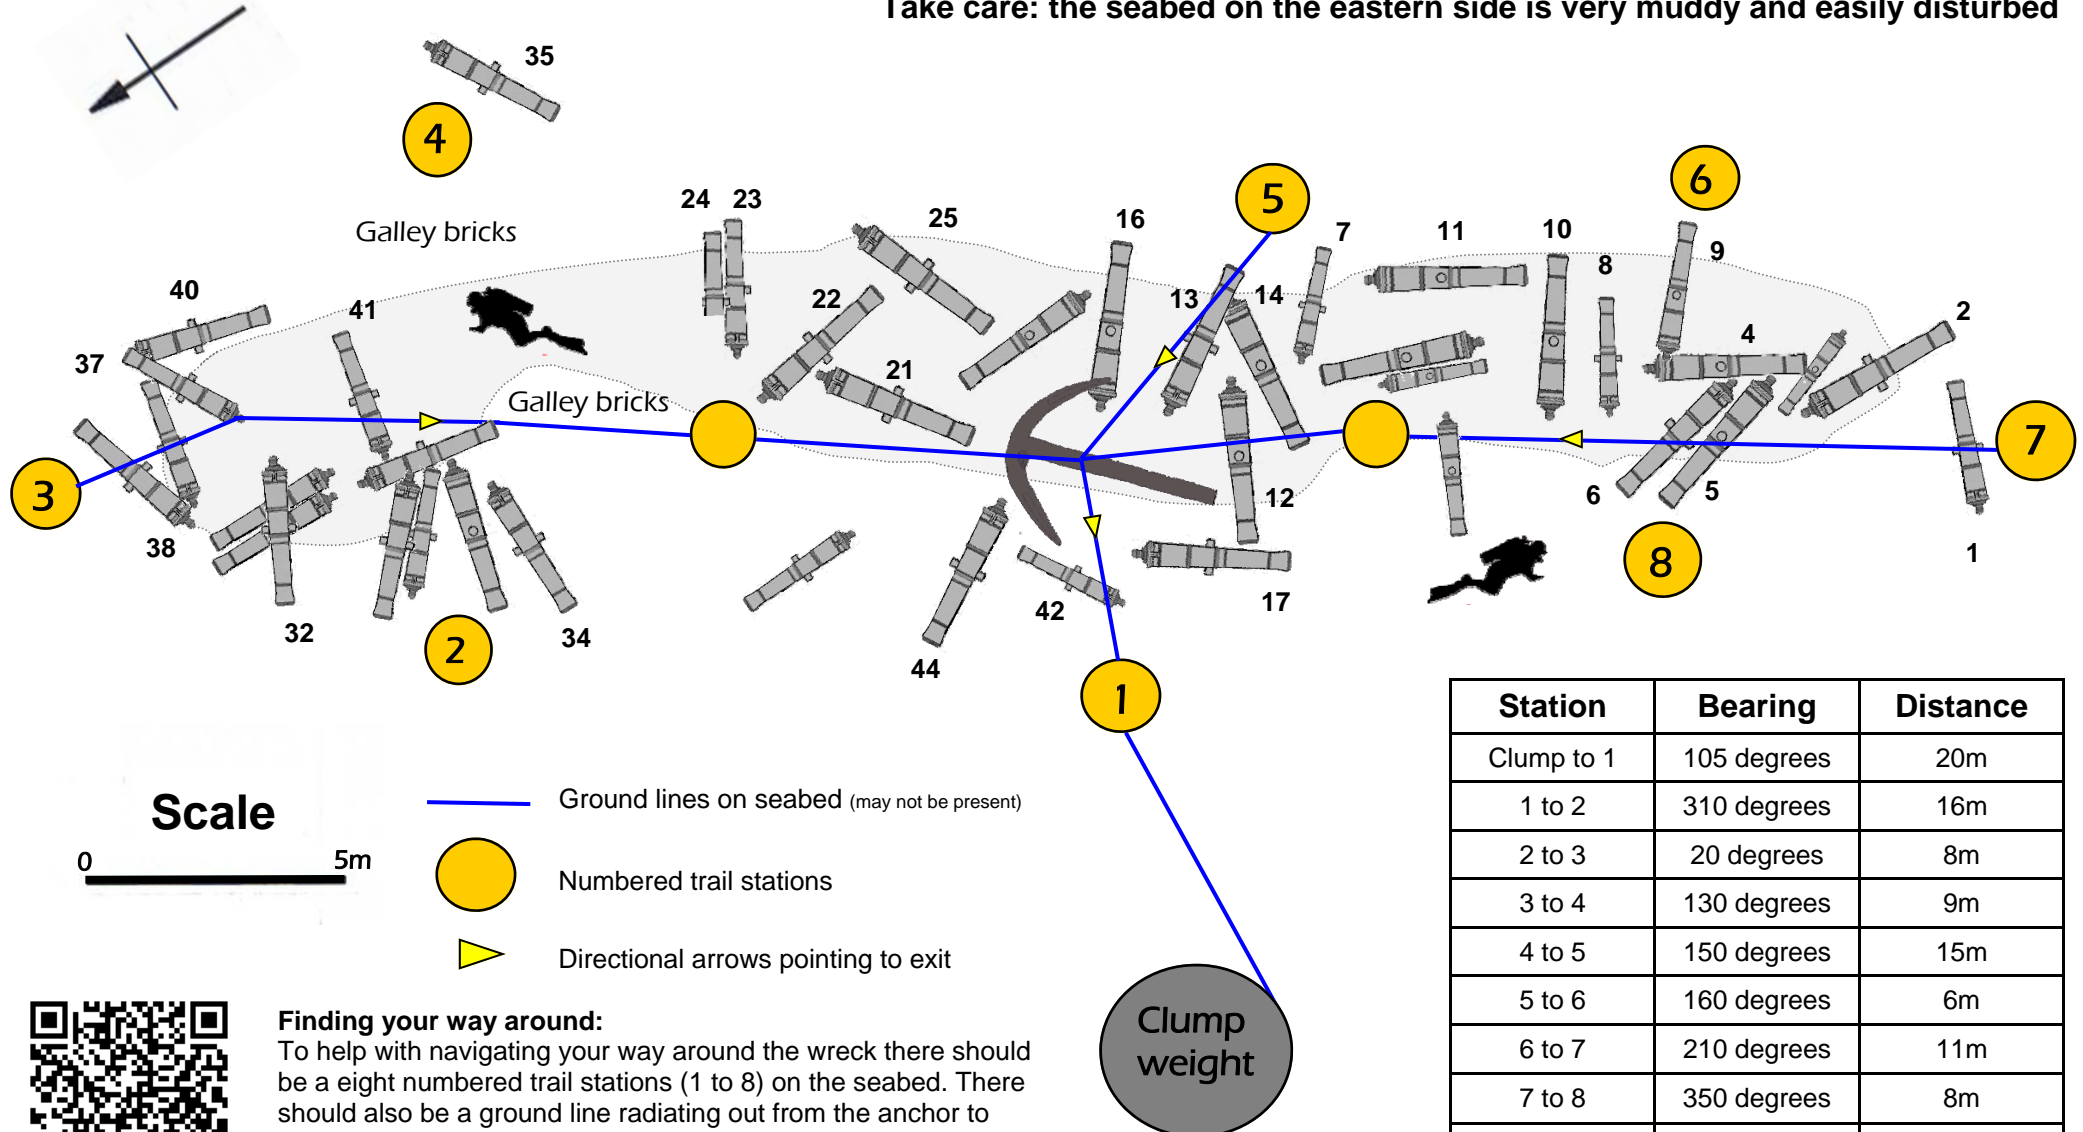 Take care: the seabed on the eastern side is very muddy and easily disturbed
35
4
6
5
24 23 25 16 7 11 10 8 9
Galley bricks
40 41 22 13 14 2
37 21 4
Galley bricks
3 7
38 12 6 5
32 2 34 42 17 8 1
44
1
Scale
0 5m
Ground lines on seabed (may not be present)
Numbered trail stations
Directional arrows pointing to exit
Clump
weight
Station Bearing Distance
Clump to 1 105 degrees 20m
1 to 2 310 degrees 16m
2 to 3 20 degrees 8m
3 to 4 130 degrees 9m
4 to 5 150 degrees 15m
5 to 6 160 degrees 6m
6 to 7 210 degrees 11m
7 to 8 350 degrees 8m
Finding your way around:
To help with navigating your way around the wreck there should
be a eight numbered trail stations (1 to 8) on the seabed. There
should also be a ground line radiating out from the anchor to